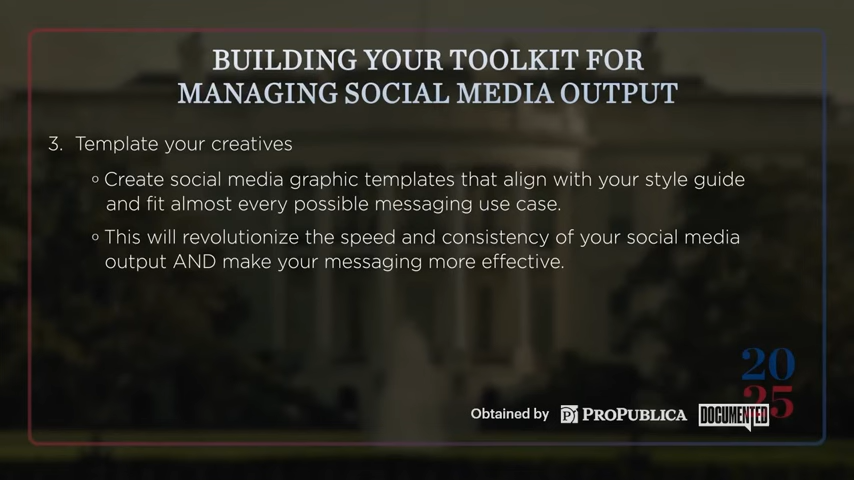 BUILDING YOUR TOOLKIT FOR
MANAGING SOCIAL MEDIA OUTPUT
3. Template your creatives
Create social media graphic templates that align with your style guide
and fit almost every possible messaging use case.
This will revolutionize the speed and consistency of your social media
output AND make your messaging more effective.
20
25
Obtained by PROPUBLICA DOCUMENTED